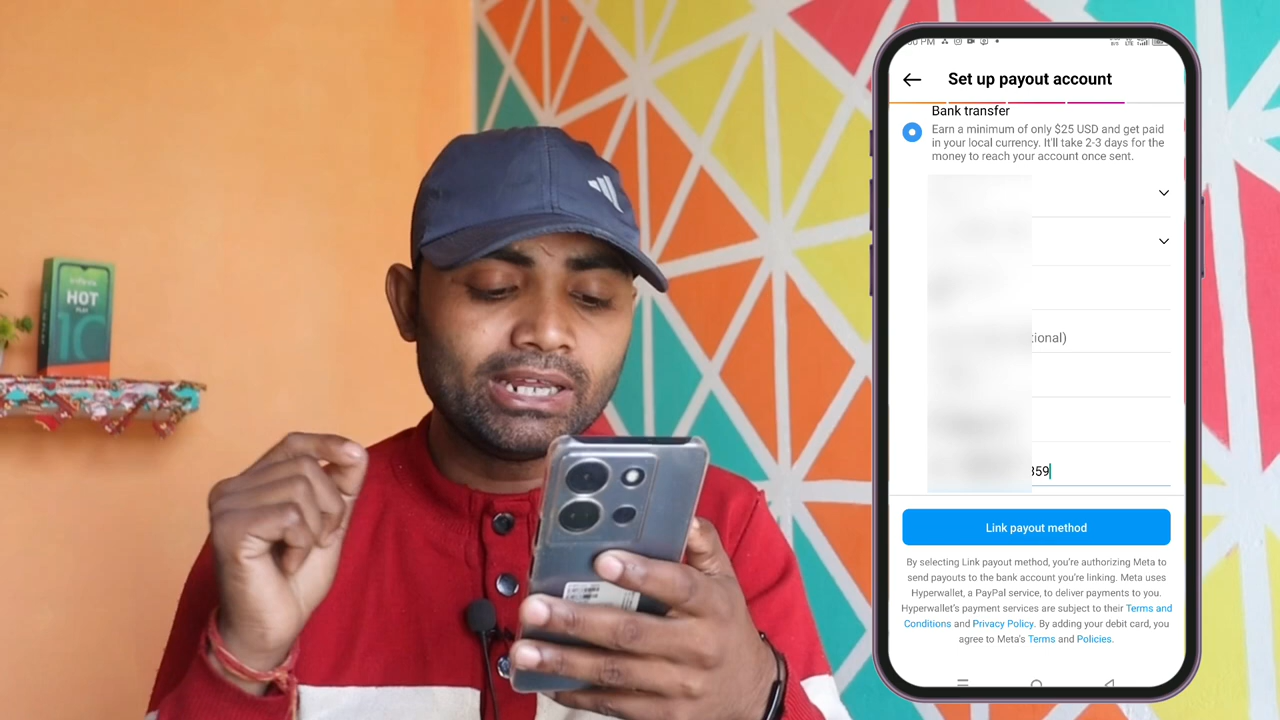 HOT
10
Set up payout account
Bank transfer
Earn a minimum of only $25 USD and get paid
in your local currency. It'll take 2-3 days for the
money to reach your account once sent.
tional)
359
Link payout method
By selecting Link payout method, you're authorizing Meta to
send payouts to the bank account you're linking. Meta uses
Hyperwallet, a PayPal service, to deliver payments to you.
Hyperwallet's payment services are subject to their Terms and
Conditions and Privacy Policy. By adding your debit card, you
agree to Meta's Terms and Policies.